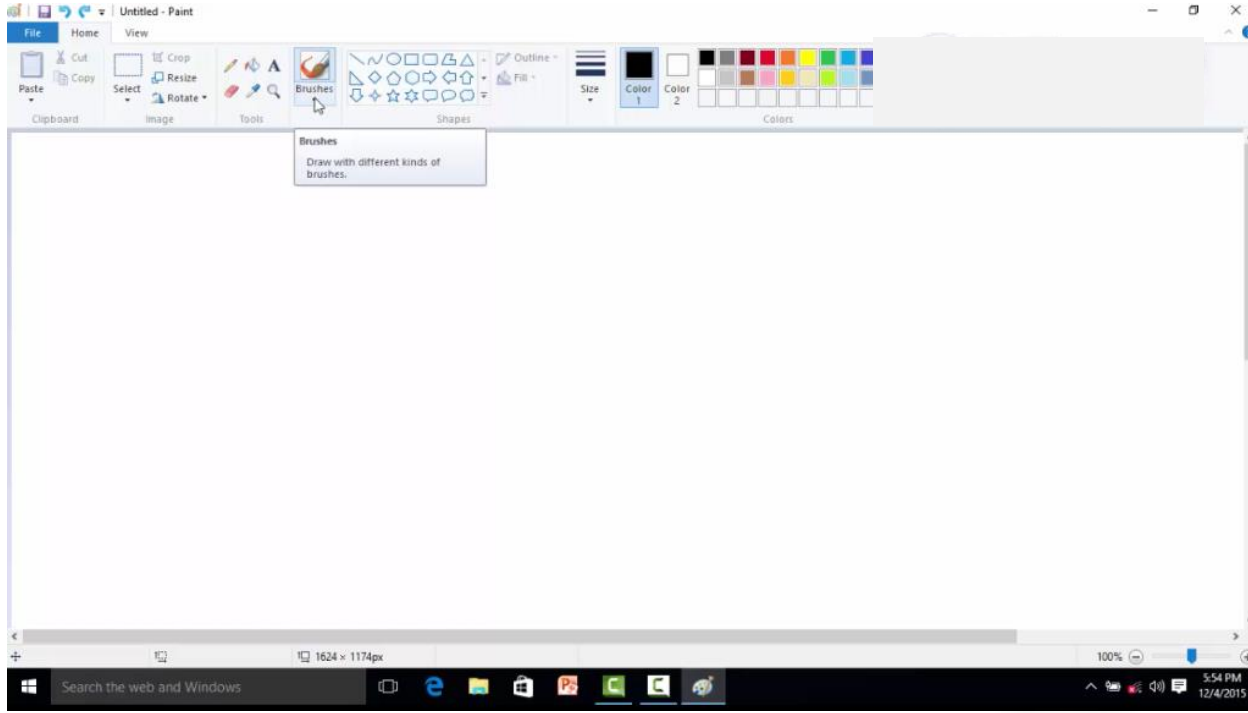 Untitled - Paint
File Home View
Cut
Copy
Paste
Clipboard
Crop
Resize
Rotate
Select
Image
A
Tools
Brushes
Outline
Fill
Shapes
Size
Color 1
Color 2
Colors
Brushes
Draw with different kinds of
brushes.
1624 × 1174px
100%
Search the web and Windows
5:54 PM
12/4/2015